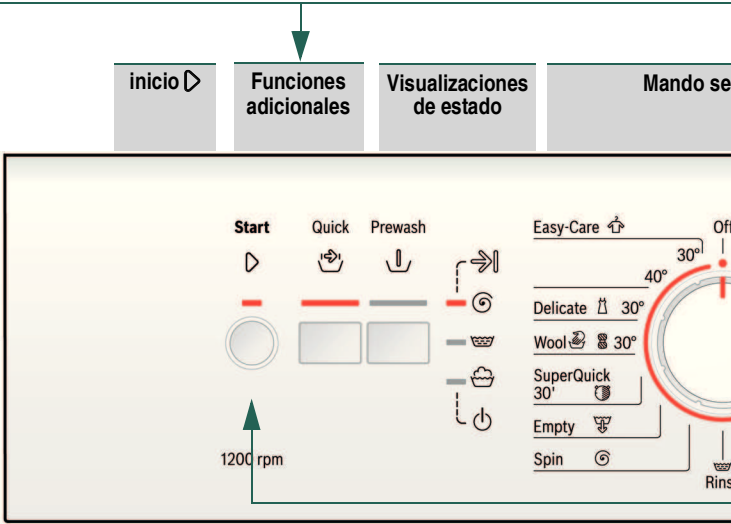 inicio
Funciones
adicionales
Visualizaciones
de estado
Mando se
Start
Quick
Prewash
Easy-Care
Off
30°
40°
Delicate 30°
Wool 30°
SuperQuick
30'
Empty
Spin
1200 rpm
Rins